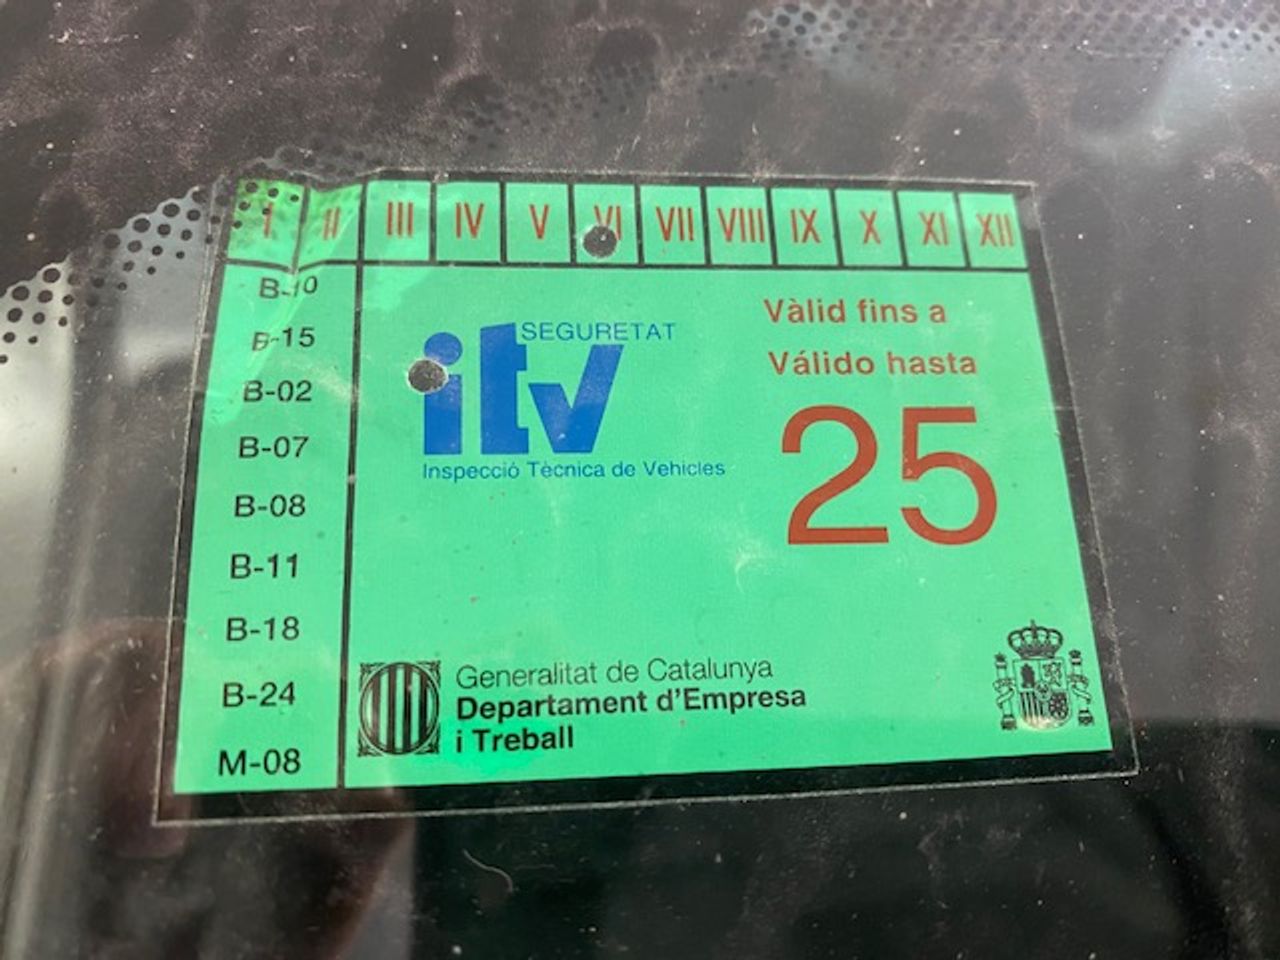 I II III IV V VI VII VIII IX X XI XII
B-10
B-15
B-02
B-07
B-08
B-11
B-18
B-24
M-08
SEGURETAT
itv
Inspecció Tècnica de Vehicles
Vàlid fins a
Válido hasta
25
Generalitat de Catalunya
Departament d'Empresa
i Treball